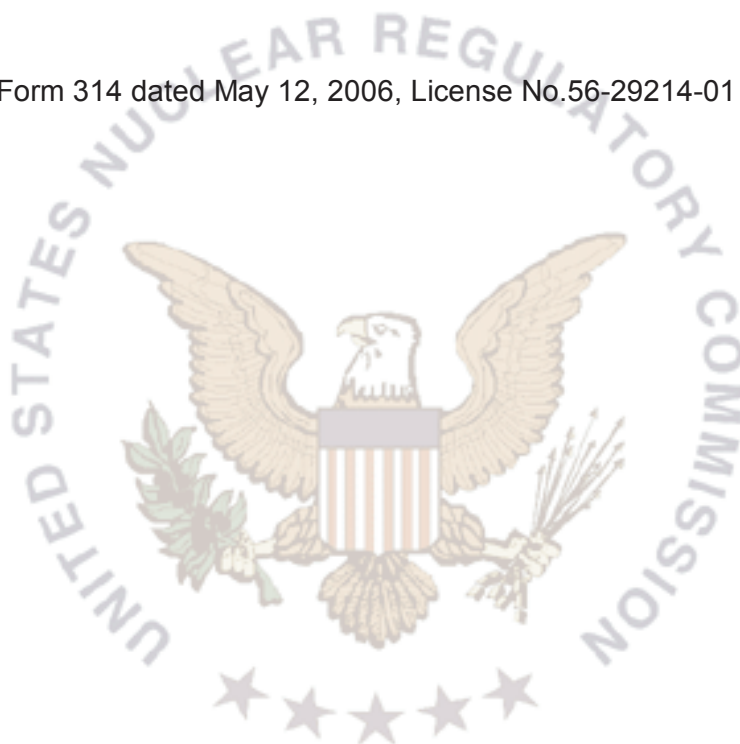 Form 314 dated May 12, 2006, License No.56-29214-01
UNITED STATES NUCLEAR REGULATORY COMMISSION